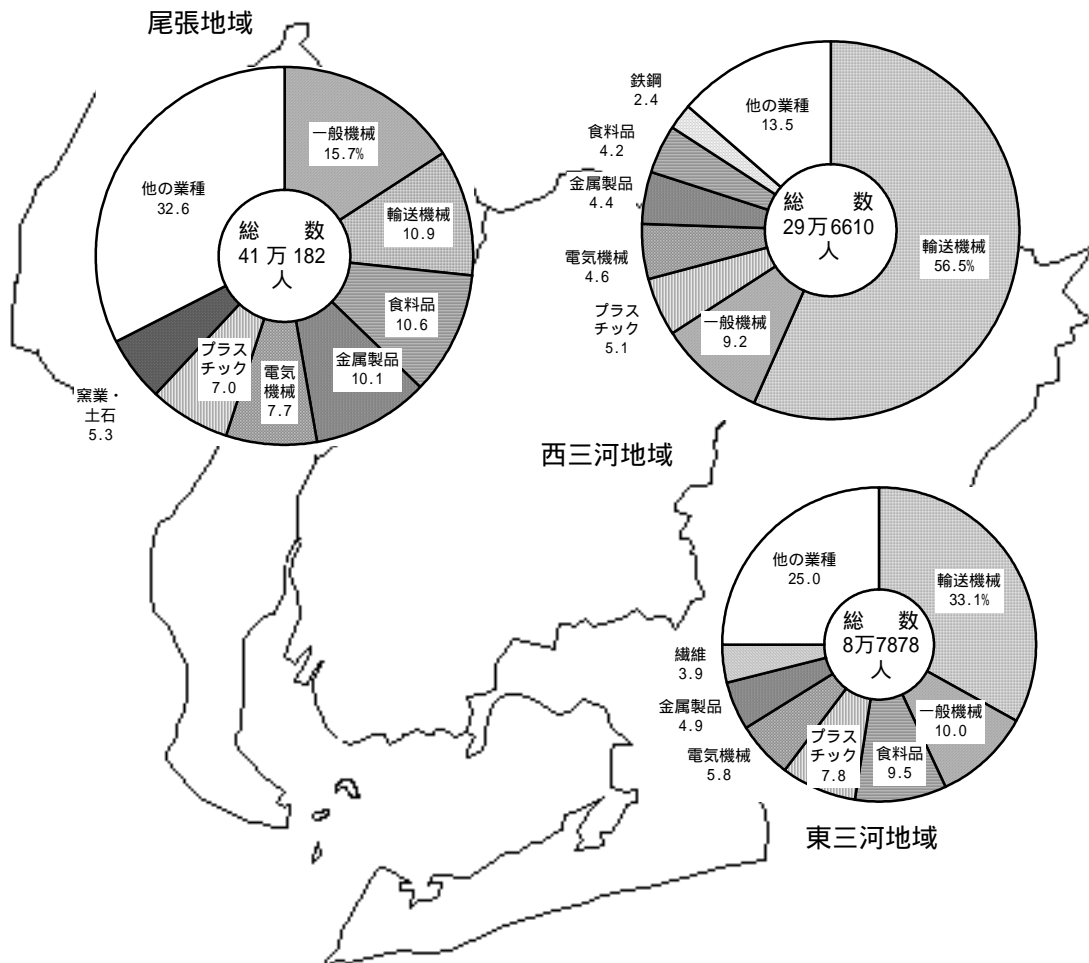 尾張地域
一般機械
15.7%
輸送機械
10.9
食料品
10.6
金属製品
10.1
電気
機械
7.7
プラス
チック
7.0
窯業・
土石
5.3
他の業種
32.6
総 数
41 万 182
人
西三河地域
輸送機械
56.5%
一般機械
9.2
プラス
チック
5.1
電気機械
4.6
金属製品
4.4
食料品
4.2
鉄鋼
2.4
他の業種
13.5
総 数
29万6610
人
東三河地域
輸送機械
33.1%
一般機械
10.0
食料品
9.5
プラス
チック
7.8
電気機械
5.8
金属製品
4.9
繊維
3.9
他の業種
25.0
総 数
8万7878
人